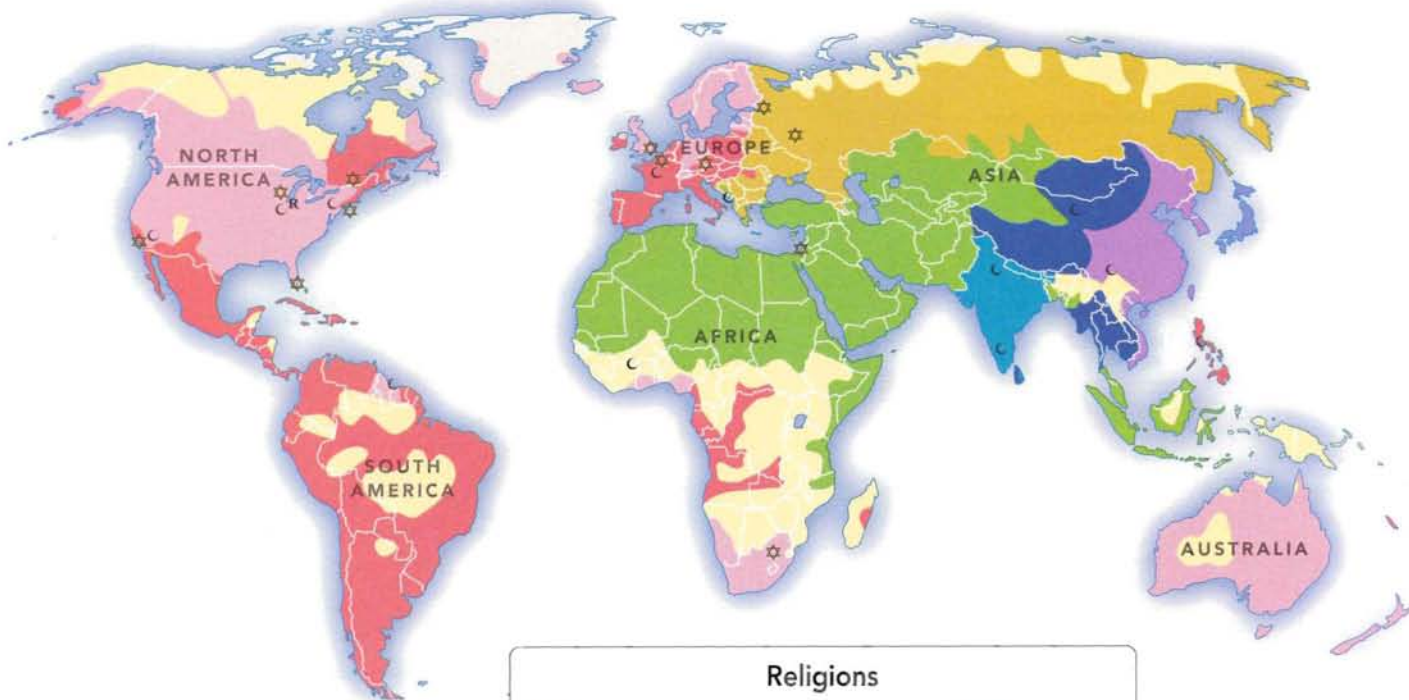 NORTH
AMERICA
R
EUROPE
ASIA
AFRICA
SOUTH
AMERICA
AUSTRALIA
Religions